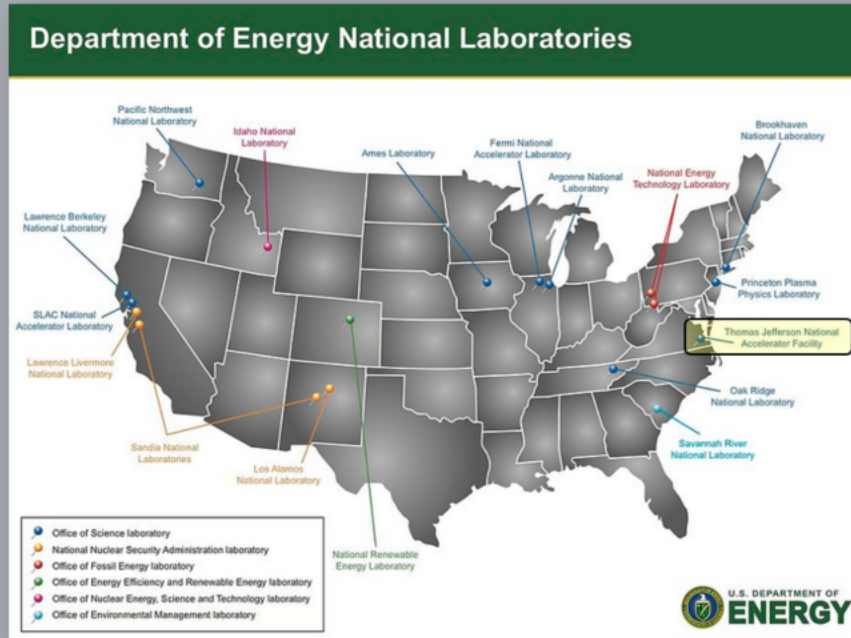 Department of Energy National Laboratories
Pacific Northwest
National Laboratory
Idaho National
Laboratory
Ames Laboratory
Fermi National
Accelerator Laboratory
Argonne National
Laboratory
National Energy
Technology Laboratory
Brookhaven
National Laboratory
Lawrence Berkeley
National Laboratory
SLAC National
Accelerator Laboratory
Princeton Plasma
Physics Laboratory
Thomas Jefferson National
Accelerator Facility
Lawrence Livermore
National Laboratory
Oak Ridge
National Laboratory
Sandia National
Laboratories
Los Alamos
National Laboratory
Savannah River
National Laboratory
National Renewable
Energy Laboratory
Office of Science laboratory
National Nuclear Security Administration laboratory
Office of Fossil Energy laboratory
Office of Energy Efficiency and Renewable Energy laboratory
Office of Nuclear Energy, Science and Technology laboratory
Office of Environmental Management laboratory
U.S. DEPARTMENT OF
ENERGY